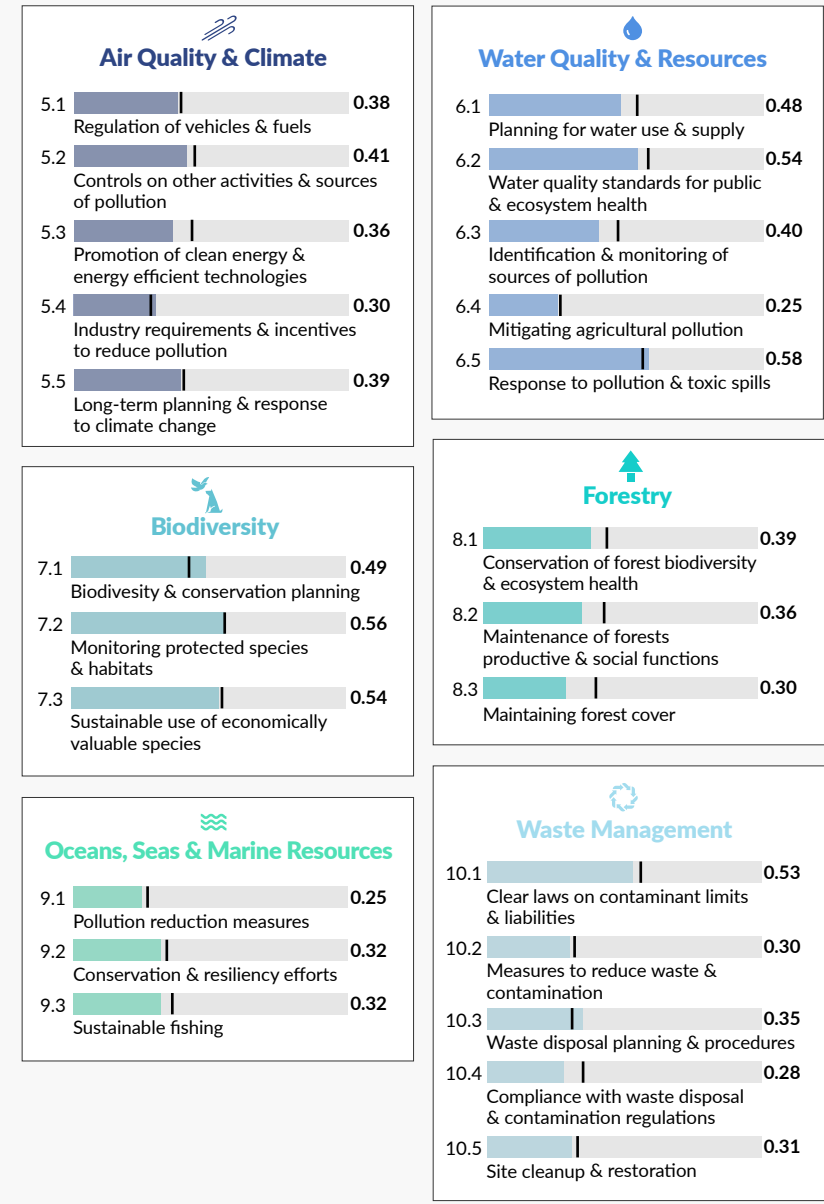 Air Quality & Climate
5.1 0.38
Regulation of vehicles & fuels
5.2 0.41
Controls on other activities & sources
of pollution
5.3 0.36
Promotion of clean energy &
energy efficient technologies
5.4 0.30
Industry requirements & incentives
to reduce pollution
5.5 0.39
Long-term planning & response
to climate change
Water Quality & Resources
6.1 0.48
Planning for water use & supply
6.2 0.54
Water quality standards for public
& ecosystem health
6.3 0.40
Identification & monitoring of
sources of pollution
6.4 0.25
Mitigating agricultural pollution
6.5 0.58
Response to pollution & toxic spills
Biodiversity
7.1 0.49
Biodivesity & conservation planning
7.2 0.56
Monitoring protected species
& habitats
7.3 0.54
Sustainable use of economically
valuable species
Forestry
8.1 0.39
Conservation of forest biodiversity
& ecosystem health
8.2 0.36
Maintenance of forests
productive & social functions
8.3 0.30
Maintaining forest cover
Oceans, Seas & Marine Resources
9.1 0.25
Pollution reduction measures
9.2 0.32
Conservation & resiliency efforts
9.3 0.32
Sustainable fishing
Waste Management
10.1 0.53
Clear laws on contaminant limits
& liabilities
10.2 0.30
Measures to reduce waste &
contamination
10.3 0.35
Waste disposal planning & procedures
10.4 0.28
Compliance with waste disposal
& contamination regulations
10.5 0.31
Site cleanup & restoration